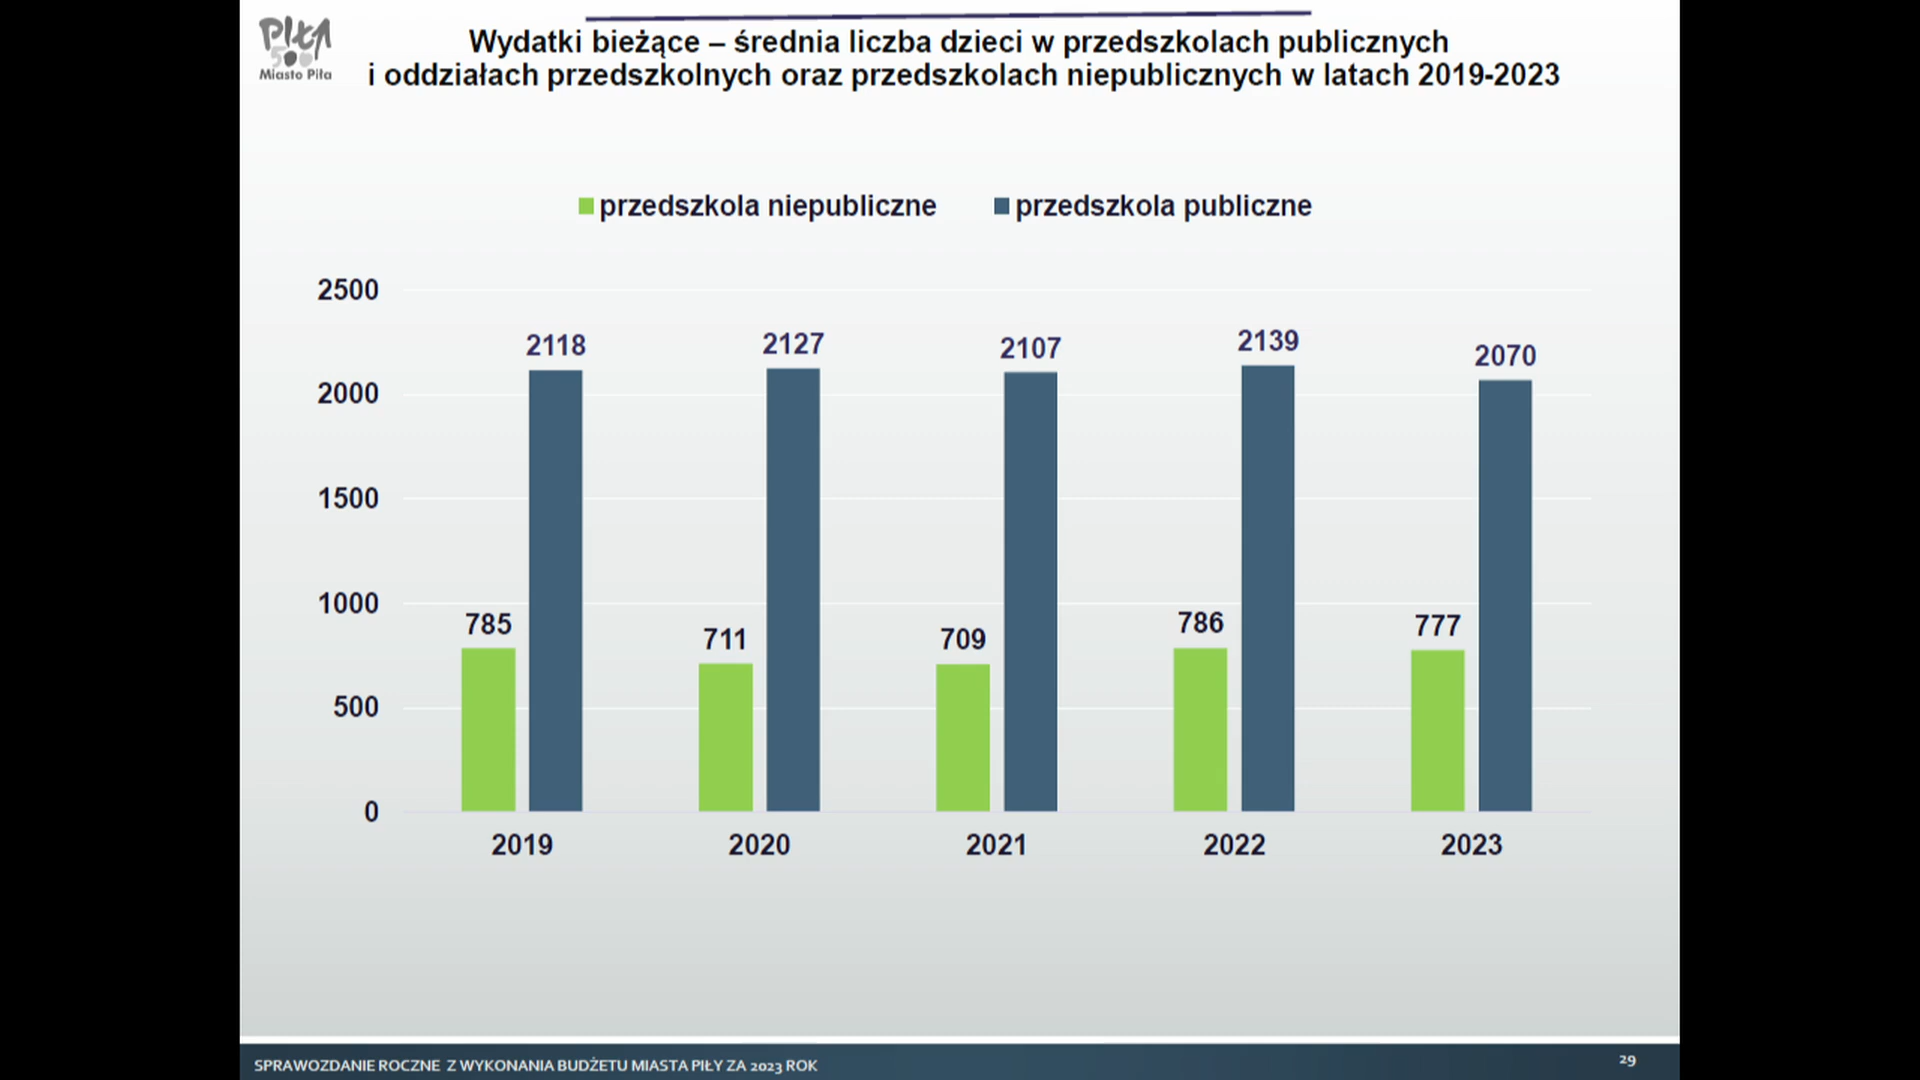 PIŁA
500
Miasto Piła
Wydatki bieżące – średnia liczba dzieci w przedszkolach publicznych
i oddziałach przedszkolnych oraz przedszkolach niepublicznych w latach 2019-2023
przedszkola niepubliczne przedszkola publiczne
2500
2000
1500
1000
500
0
785 2118
711 2127
709 2107
786 2139
777 2070
2019 2020 2021 2022 2023
SPRAWOZDANIE ROCZNE Z WYKONANIA BUDŻETU MIASTA PIŁY ZA 2023 ROK
29